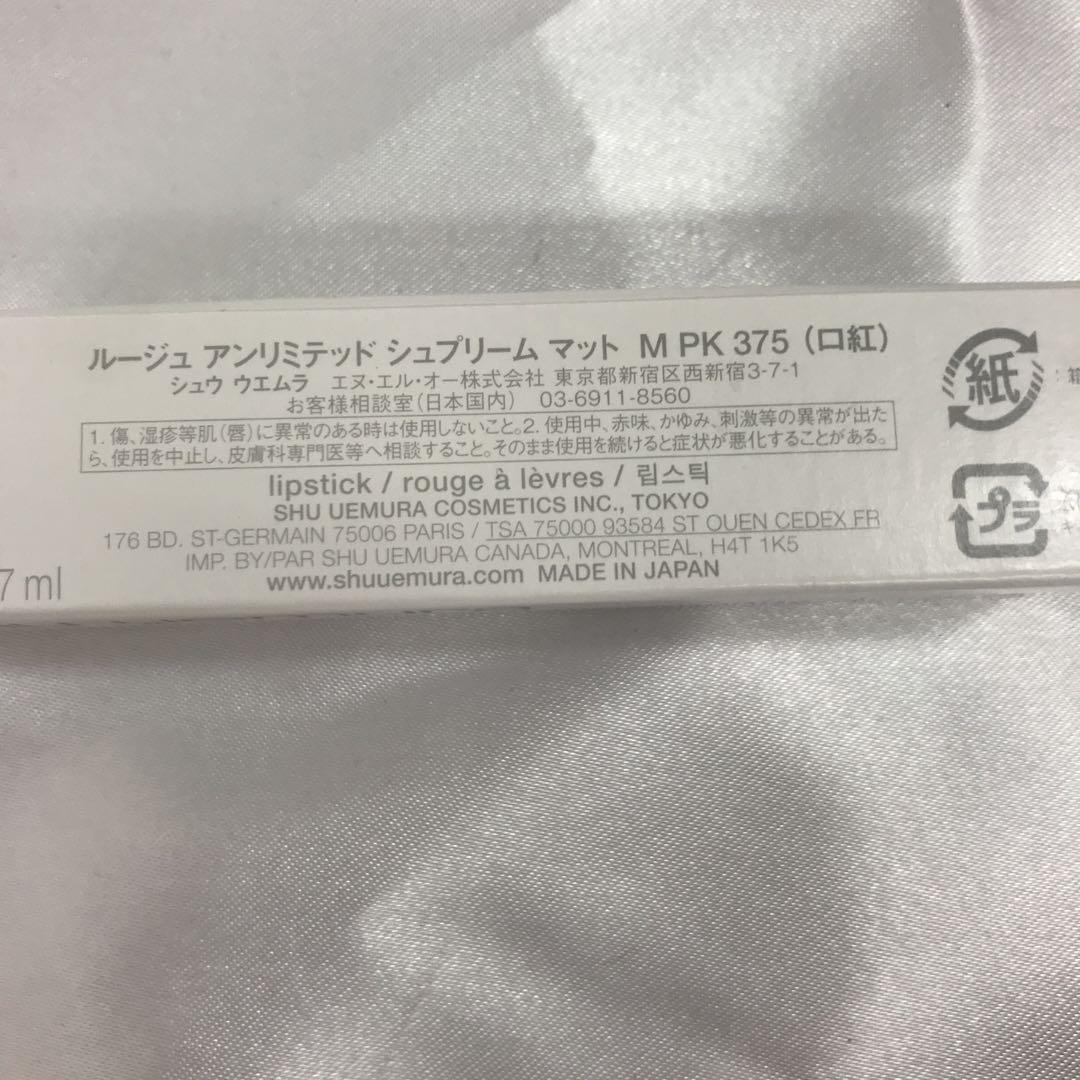 ルージュ アンリミテッド シュプリーム マット M PK 375 (口紅)
シュウ ウエムラ エヌ・エル・オー株式会社 東京都新宿区西新宿3-7-1
お客様相談室(日本国内) 03-6911-8560
1. 傷、湿疹等肌(唇)に異常のある時は使用しないこと。2. 使用中、赤味、かゆみ、刺激等の異常が出た
ら、使用を中止し、皮膚科専門医等へ相談すること。そのまま使用を続けると症状が悪化することがある。
lipstick / rouge à lèvres / 립스틱
SHU UEMURA COSMETICS INC., TOKYO
176 BD. ST-GERMAIN 75006 PARIS / TSA 75000 93584 ST OUEN CEDEX FR
IMP. BY/PAR SHU UEMURA CANADA, MONTREAL, H4T 1K5
www.shuuemura.com MADE IN JAPAN
7 ml
紙
プラ